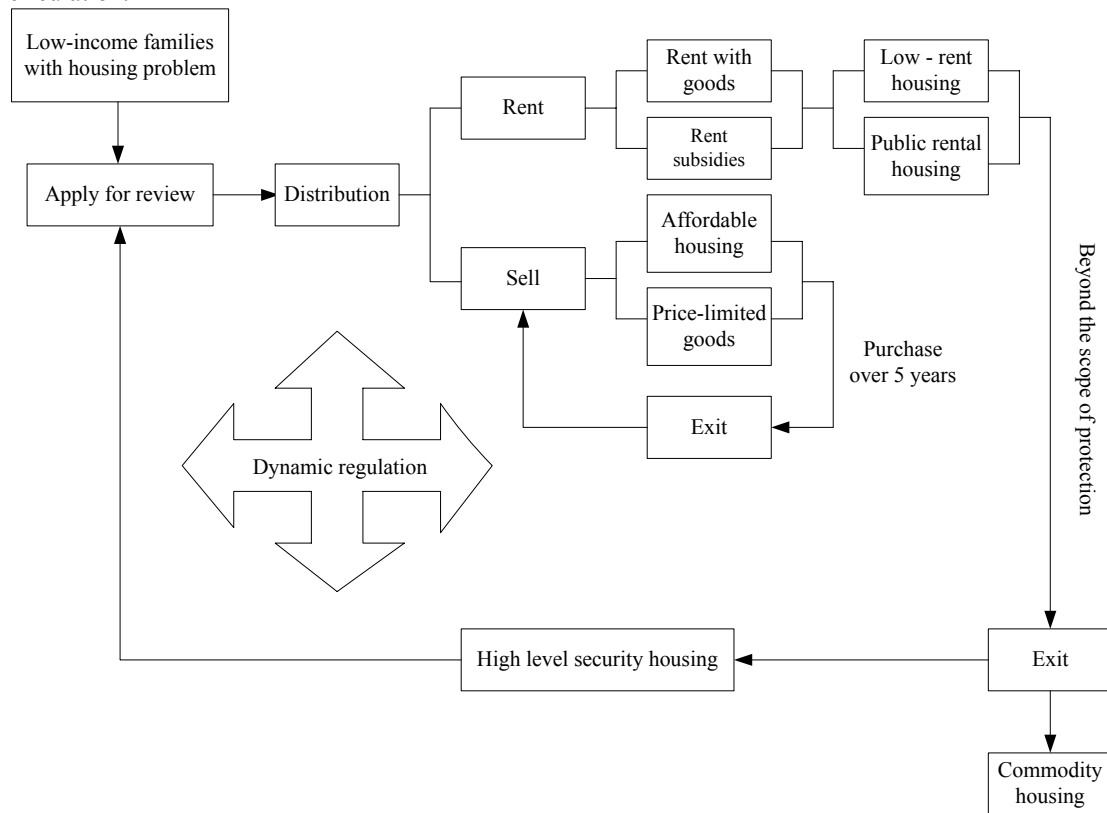 Low-income families
with housing problem
Apply for review
Distribution
Rent
Sell
Rent with
goods
Rent
subsidies
Low - rent
housing
Public rental
housing
Affordable
housing
Price-limited
goods
Purchase
over 5 years
Exit
Beyond the scope of protection
Dynamic regulation
High level security housing
Exit
Commodity
housing